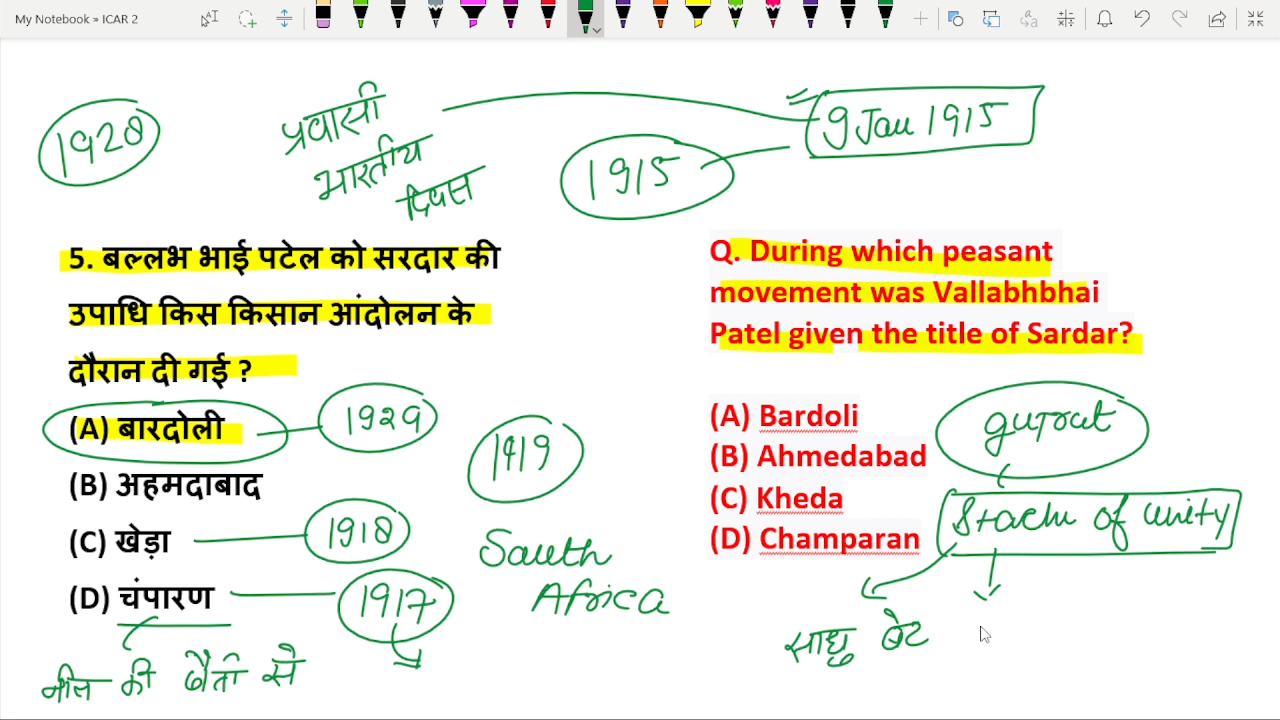 My Notebook » ICAR 2
1928
प्रवासी
भारतीय
दिवस
1915
9 Jan 1915
5. बल्लभ भाई पटेल को सरदार की
उपाधि किस किसान आंदोलन के
दौरान दी गई ?
(A) बारदोली
1929
(B) अहमदाबाद
(C) खेड़ा
1918
(D) चंपारण
1917
नील की खेती से
1919
South
Africa
Q. During which peasant
movement was Vallabhbhai
Patel given the title of Sardar?
(A) Bardoli
(B) Ahmedabad
(C) Kheda
(D) Champaran
gujrat
Stachu of unity
साधु बेट